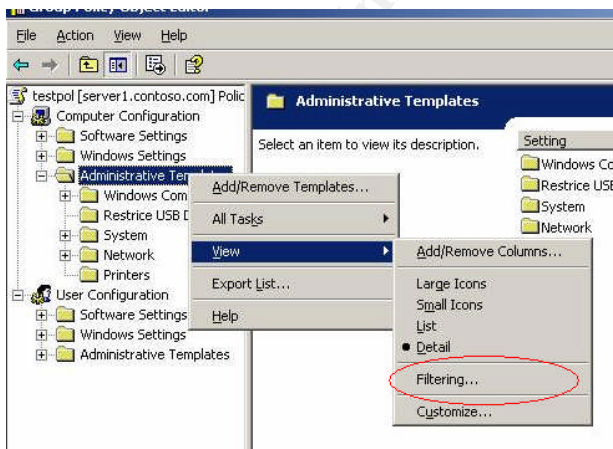 Group Policy Object Editor
File Action View Help
testpol [server1.contoso.com] Polic
Computer Configuration
Software Settings
Windows Settings
Administrative Tem
Windows Com
Restrice USB D
System
Network
Printers
User Configuration
Software Settings
Windows Settings
Administrative Templates
Add/Remove Templates...
All Tasks
View
Export List...
Help
Administrative Templates
Select an item to view its description.
Setting
Windows Co
Restrice USB
System
Network
Add/Remove Columns...
Large Icons
Small Icons
List
Detail
Filtering...
Customize...